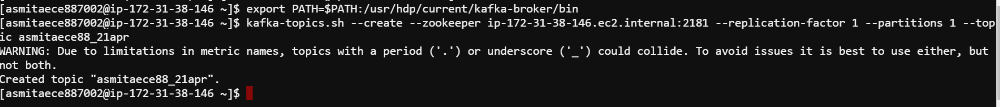 [asmitaece887002@ip-172-31-38-146 ~]$ export PATH=$PATH:/usr/hdp/current/kafka-broker/bin
[asmitaece887002@ip-172-31-38-146 ~]$ kafka-topics.sh --create --zookeeper ip-172-31-38-146.ec2.internal:2181 --replication-factor 1 --partitions 1 --top
ic asmitaece88_21apr
WARNING: Due to limitations in metric names, topics with a period ('.') or underscore ('_') could collide. To avoid issues it is best to use either, but
not both.
Created topic "asmitaece88_21apr".
[asmitaece887002@ip-172-31-38-146 ~]$